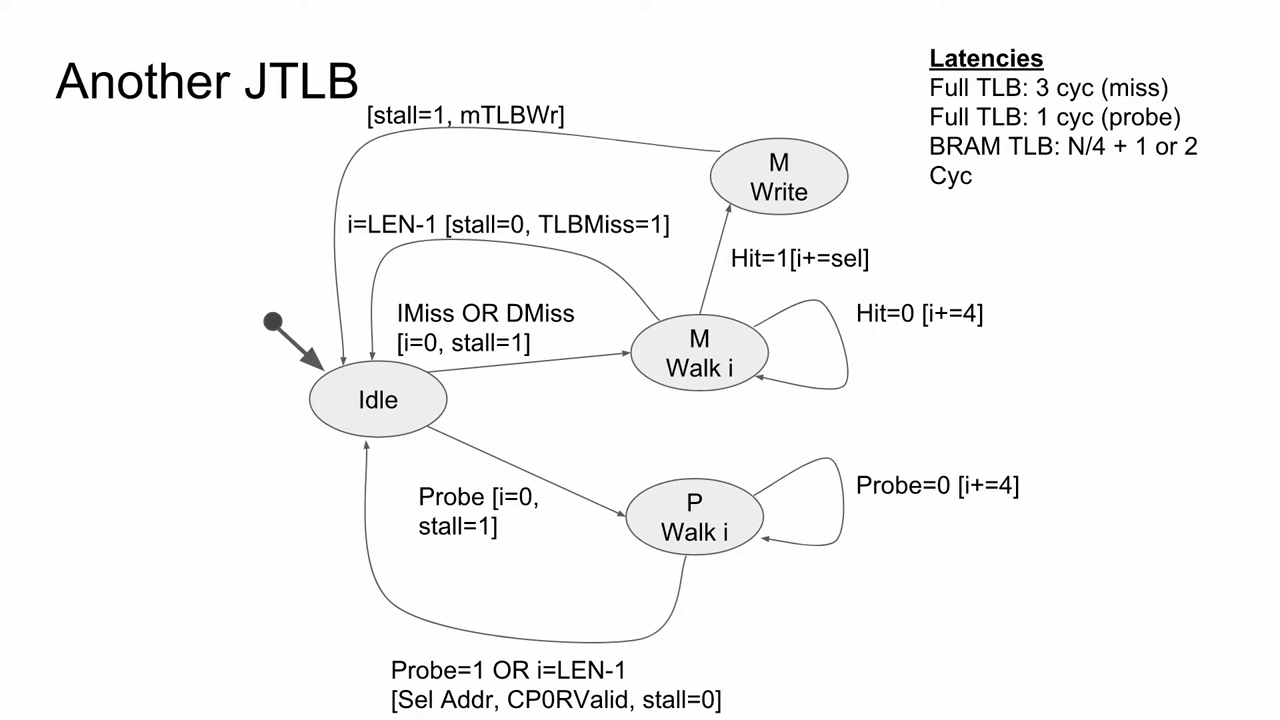 Another JTLB
Latencies
Full TLB: 3 cyc (miss)
Full TLB: 1 cyc (probe)
BRAM TLB: N/4 + 1 or 2
Cyc
[stall=1, mTLBWr]
M
Write
i=LEN-1 [stall=0, TLBMiss=1]
Hit=1[i+=sel]
IMiss OR DMiss
[i=0, stall=1]
Hit=0 [i+=4]
M
Walk i
Idle
Probe [i=0,
stall=1]
P
Walk i
Probe=0 [i+=4]
Probe=1 OR i=LEN-1
[Sel Addr, CP0RValid, stall=0]